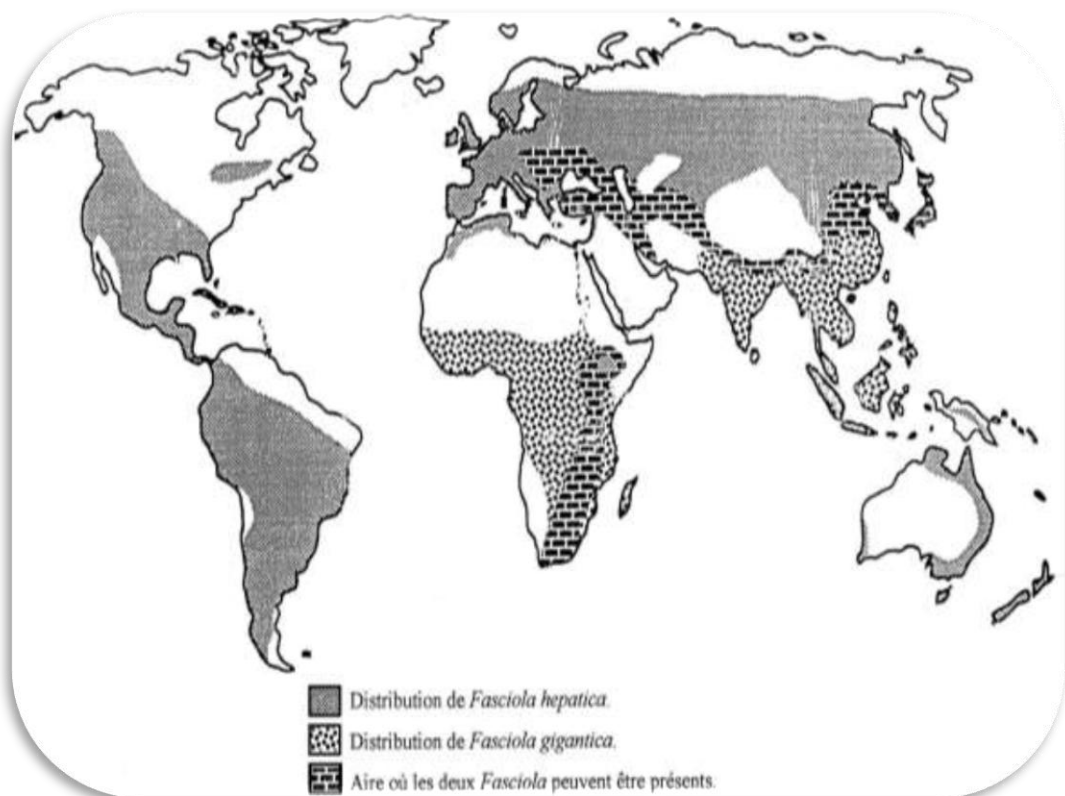 Distribution de Fasciola hepatica.
Distribution de Fasciola gigantica.
Aire où les deux Fasciola peuvent être présents.